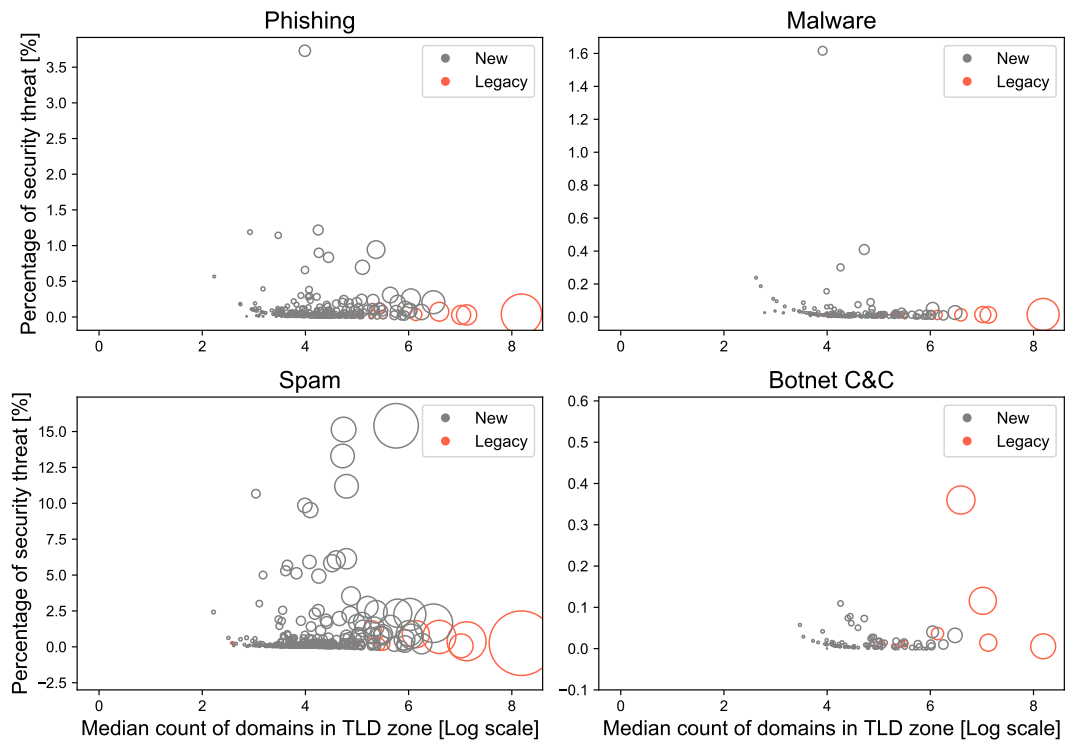 Phishing
Percentage of security threat [%]
3.5
3.0
2.5
2.0
1.5
1.0
0.5
0.0
0 2 4 6 8
New
Legacy
Malware
1.6
1.4
1.2
1.0
0.8
0.6
0.4
0.2
0.0
0 2 4 6 8
New
Legacy
Spam
Percentage of security threat [%]
15.0
12.5
10.0
7.5
5.0
2.5
0.0
−2.5
0 2 4 6 8
Median count of domains in TLD zone [Log scale]
New
Legacy
Botnet C&C
0.6
0.5
0.4
0.3
0.2
0.1
0.0
−0.1
0 2 4 6 8
Median count of domains in TLD zone [Log scale]
New
Legacy